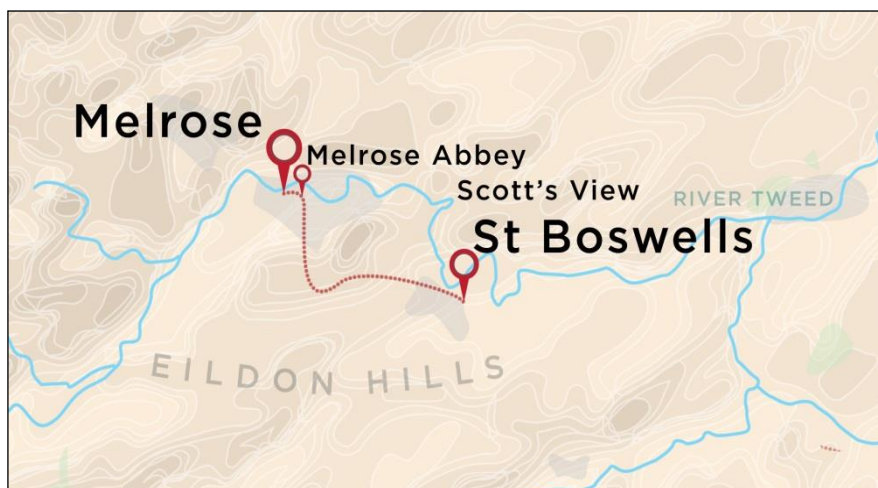 Melrose
Melrose Abbey
Scott's View
RIVER TWEED
St Boswells
EILDON HILLS